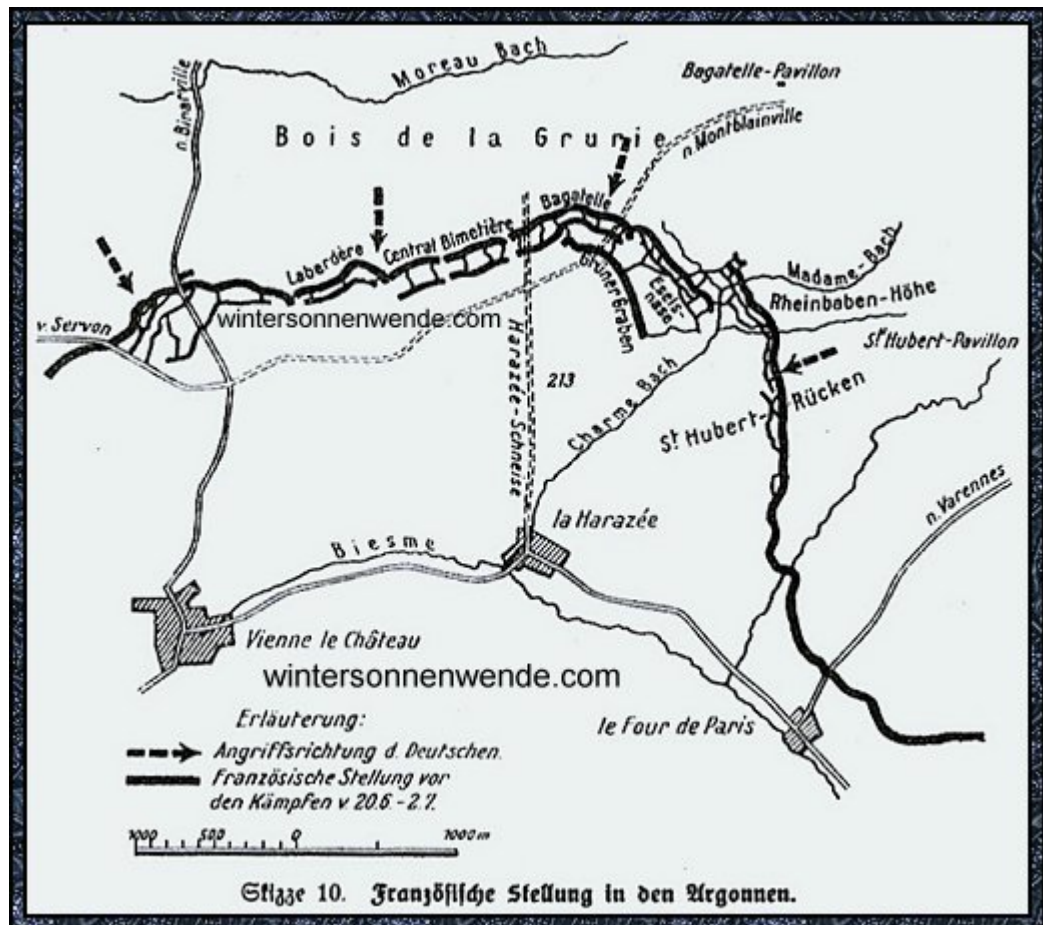 Moreau Bach
n. Binarville
Bagatelle-Pavillon
Bois de la Grurie
n. Montblainville
Bagatelle
Central Bimetière
Laberdère
Madame-Bach
Rheinbaben-Höhe
Esels-
nase
Grüner Graben
wintersonnenwende.com
v. Servon
St Hubert-Pavillon
Harazée-Schneise
213
Charme Bach
St Hubert-Rücken
n. Varennes
la Harazée
Biesme
Vienne le Château
wintersonnenwende.com
le Four de Paris
Erläuterung:
Angriffsrichtung d. Deutschen.
Französische Stellung vor
den Kämpfen v. 20.6.-2.7.
1000 500 0 1000 m
Skizze 10. Französische Stellung in den Argonnen.